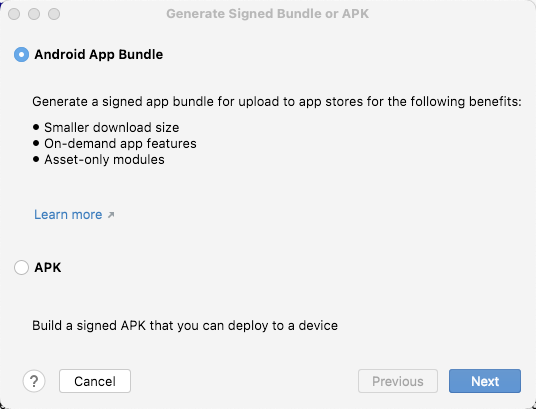 Generate Signed Bundle or APK
Android App Bundle
Generate a signed app bundle for upload to app stores for the following benefits:
• Smaller download size
• On-demand app features
• Asset-only modules
Learn more ↗
APK
Build a signed APK that you can deploy to a device
? Cancel Previous Next